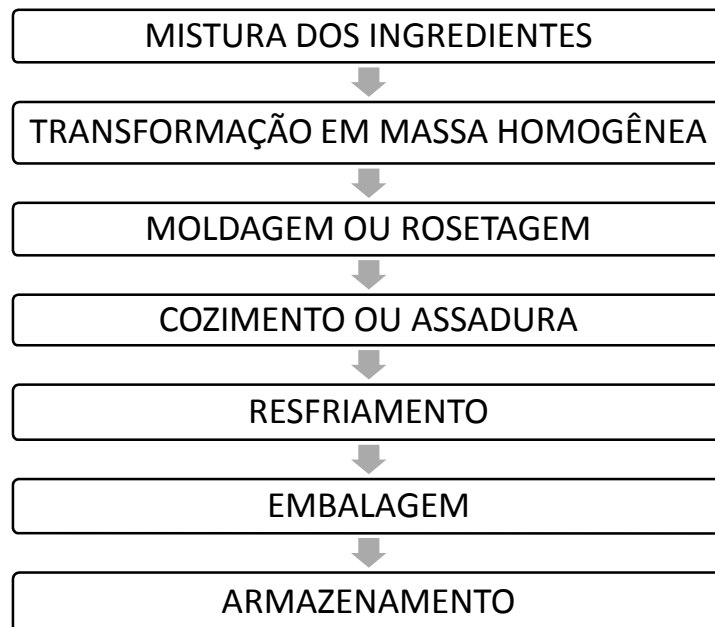 MISTURA DOS INGREDIENTES
TRANSFORMAÇÃO EM MASSA HOMOGÊNEA
MOLDAGEM OU ROSETAGEM
COZIMENTO OU ASSADURA
RESFRIAMENTO
EMBALAGEM
ARMAZENAMENTO